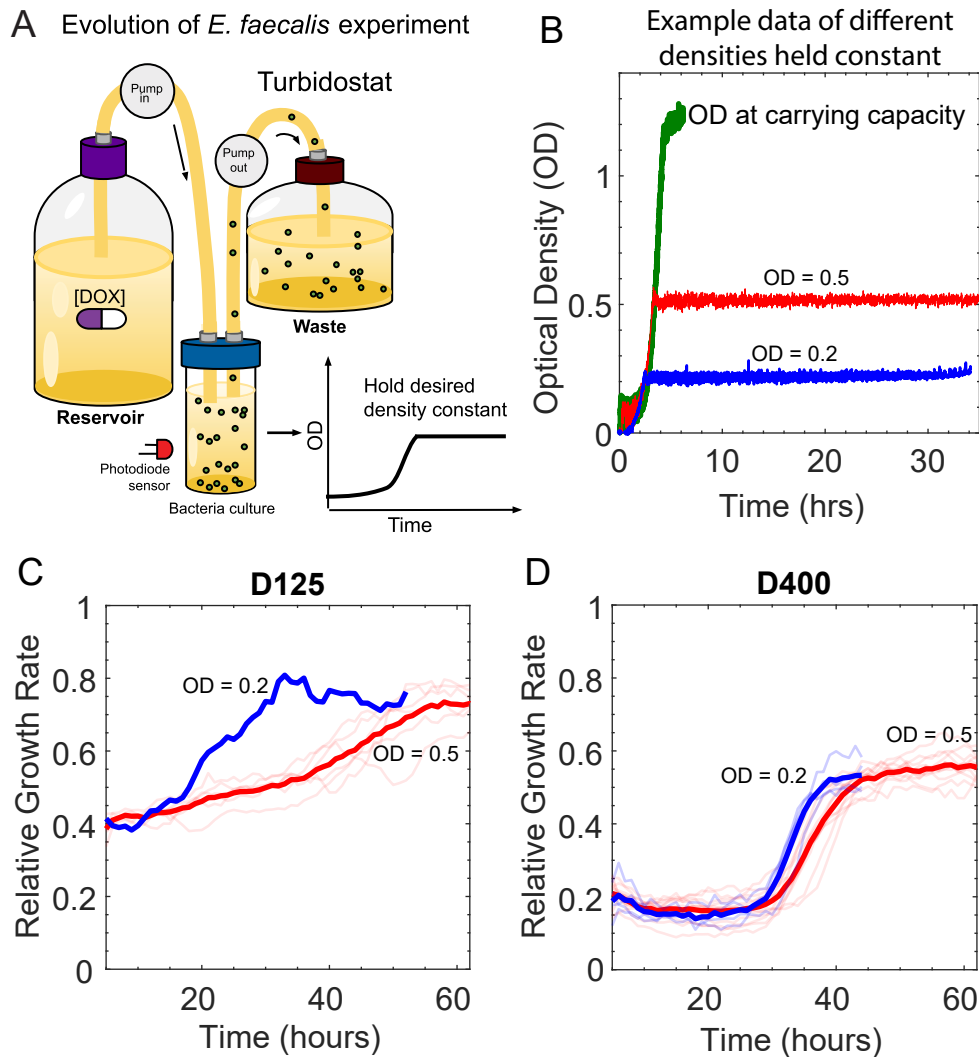 A
Evolution of E. faecalis experiment
Pump
in
Turbidostat
Pump
out
[DOX]
Reservoir
Waste
Photodiode
sensor
Bacteria culture
OD
Hold desired
density constant
Time
B
Example data of different
densities held constant
OD at carrying capacity
OD = 0.5
OD = 0.2
Optical Density (OD)
1
0.5
0
0 10 20 30
Time (hrs)
C
D125
OD = 0.2
OD = 0.5
Relative Growth Rate
1
0.8
0.6
0.4
0.2
0
20 40 60
Time (hours)
D
D400
OD = 0.2
OD = 0.5
Relative Growth Rate
1
0.8
0.6
0.4
0.2
0
20 40 60
Time (hours)